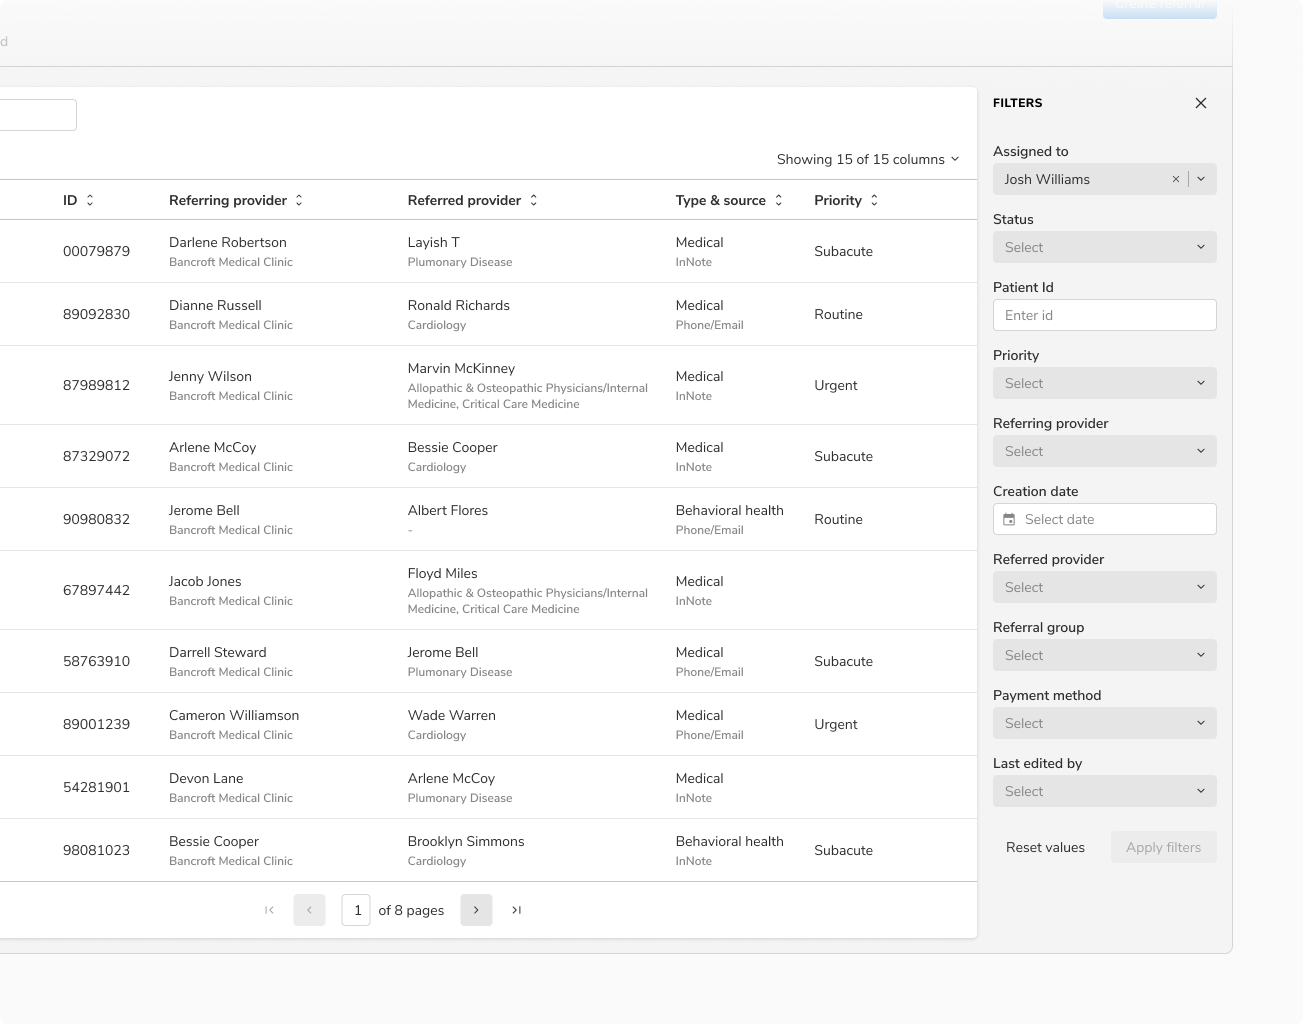 Create referral
d
Showing 15 of 15 columns
ID Referring provider Referred provider Type & source Priority
00079879 Darlene Robertson Layish T Medical Subacute
Bancroft Medical Clinic Plumonary Disease InNote
89092830 Dianne Russell Ronald Richards Medical Routine
Bancroft Medical Clinic Cardiology Phone/Email
87989812 Jenny Wilson Marvin McKinney Medical Urgent
Bancroft Medical Clinic Allopathic & Osteopathic Physicians/Internal InNote
Medicine, Critical Care Medicine
87329072 Arlene McCoy Bessie Cooper Medical Subacute
Bancroft Medical Clinic Cardiology InNote
90980832 Jerome Bell Albert Flores Behavioral health Routine
Bancroft Medical Clinic - Phone/Email
67897442 Jacob Jones Floyd Miles Medical
Bancroft Medical Clinic Allopathic & Osteopathic Physicians/Internal InNote
Medicine, Critical Care Medicine
58763910 Darrell Steward Jerome Bell Medical Subacute
Bancroft Medical Clinic Plumonary Disease Phone/Email
89001239 Cameron Williamson Wade Warren Medical Urgent
Bancroft Medical Clinic Cardiology Phone/Email
54281901 Devon Lane Arlene McCoy Medical
Bancroft Medical Clinic Plumonary Disease InNote
98081023 Bessie Cooper Brooklyn Simmons Behavioral health Subacute
Bancroft Medical Clinic Cardiology InNote
1 of 8 pages
FILTERS
Assigned to
Josh Williams
Status
Select
Patient Id
Enter id
Priority
Select
Referring provider
Select
Creation date
Select date
Referred provider
Select
Referral group
Select
Payment method
Select
Last edited by
Select
Reset values Apply filters